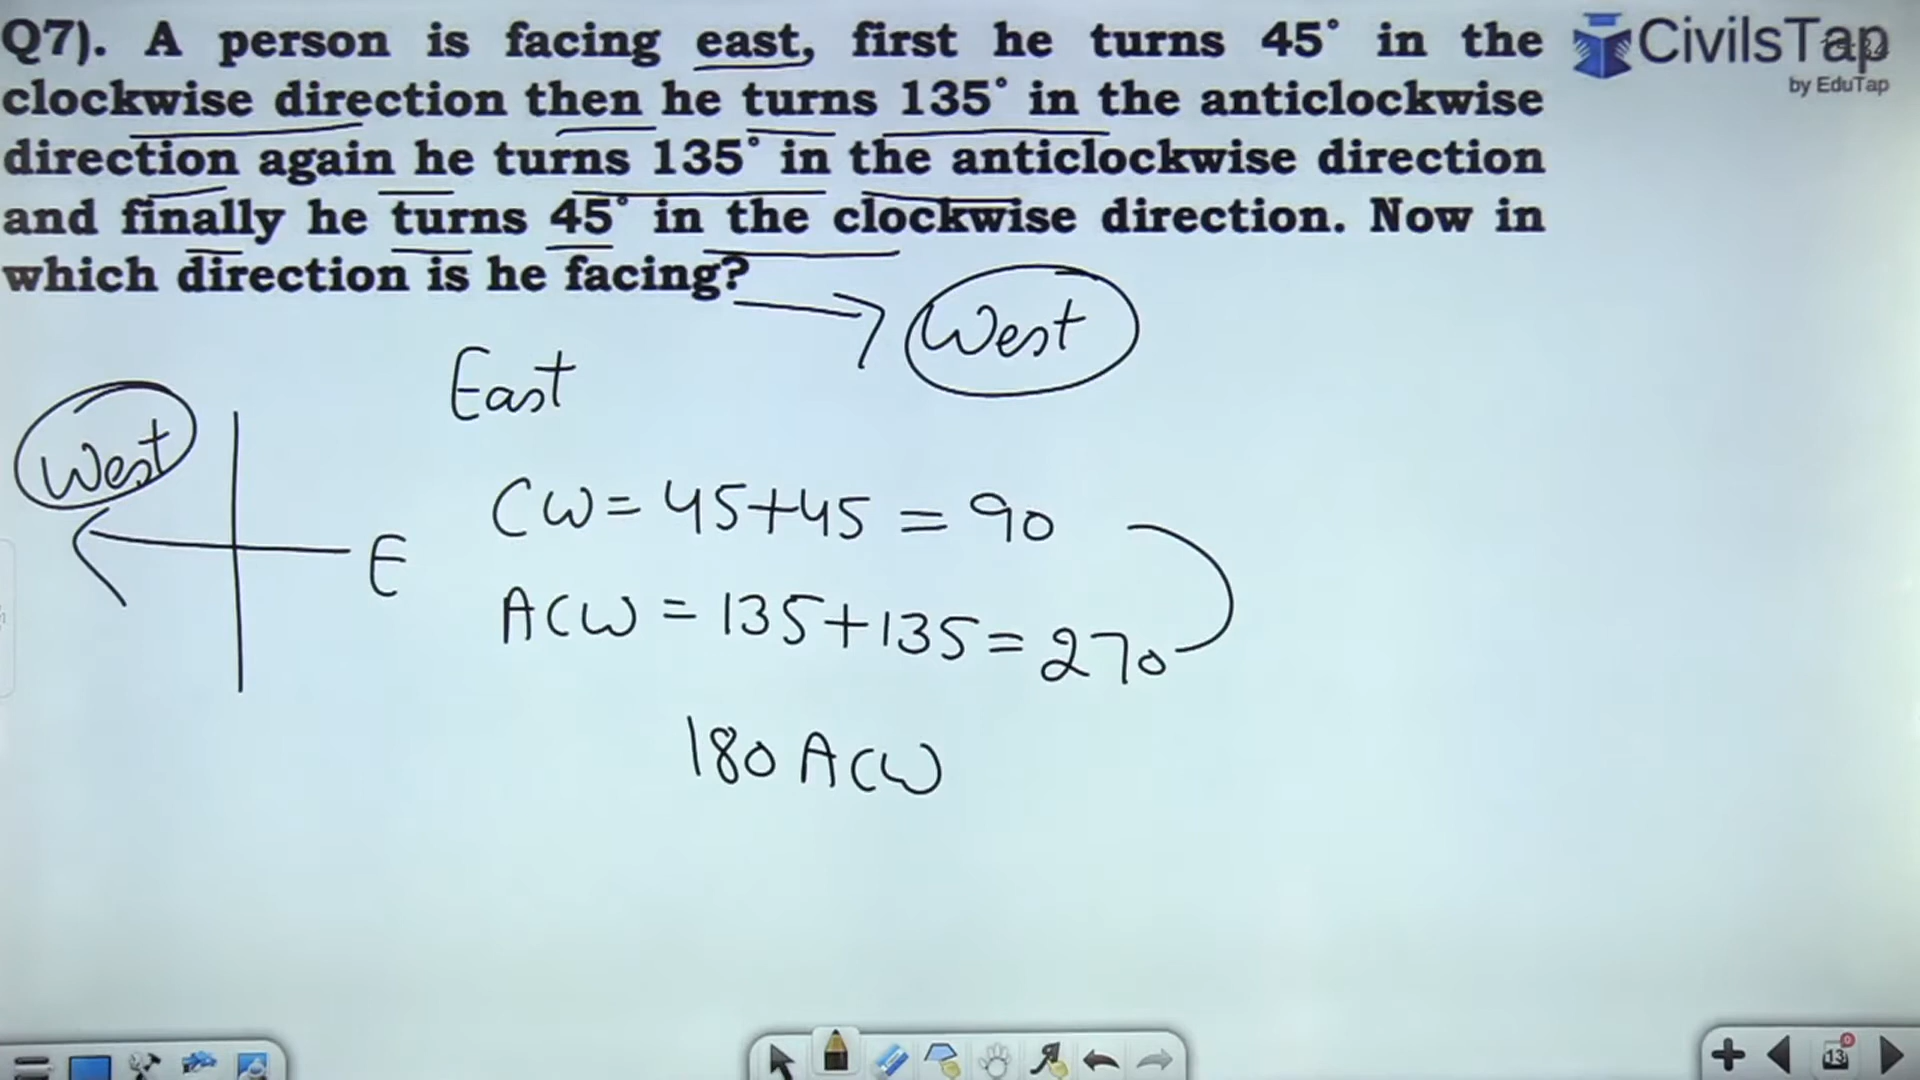 Q7). A person is facing east, first he turns 45° in the
clockwise direction then he turns 135° in the anticlockwise
direction again he turns 135° in the anticlockwise direction
and finally he turns 45° in the clockwise direction. Now in
which direction is he facing?
CivilsTap
by EduTap
West
East
West
E
CW = 45+45 = 90
ACW = 135+135 = 270
180 ACW
13
0